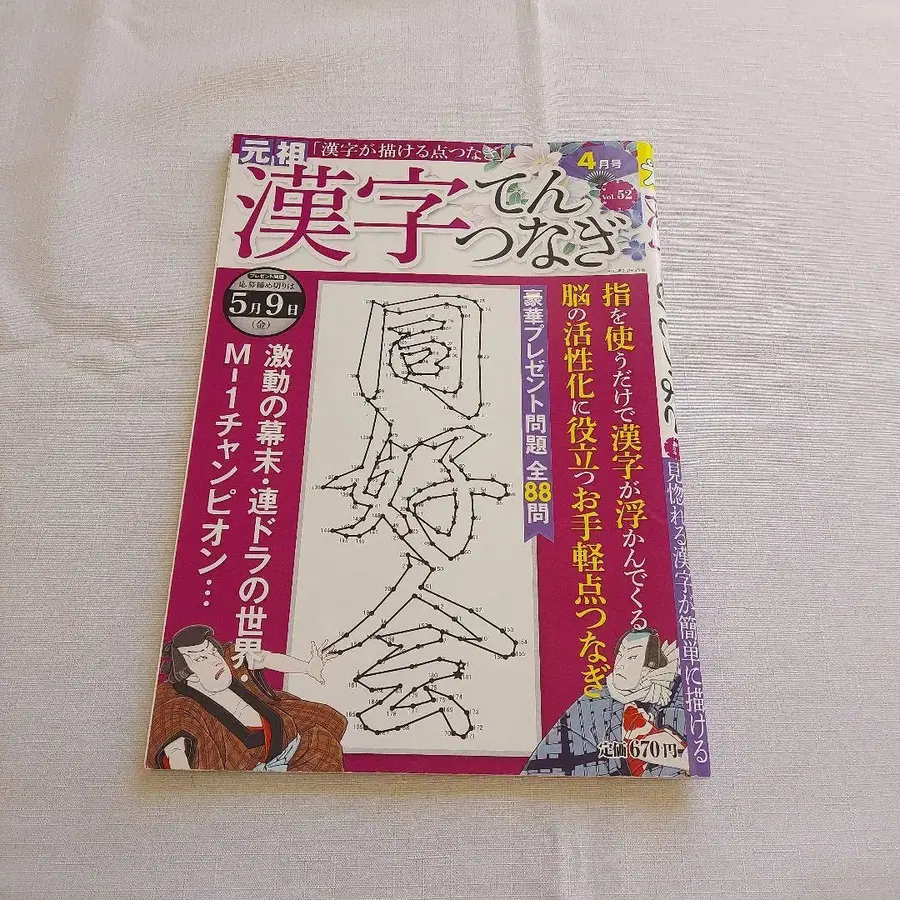 元祖「漢字が描ける点つなぎ」
4月号
Vol.52
漢字てんつなぎ
プレゼント問題
応募締め切りは
5月9日
(金)
指を使うだけで漢字が浮かんでくる
脳の活性化に役立つお手軽点つなぎ
豪華プレゼント問題 全88問
同好会
激動の幕末・連ドラの世界・
M-1チャンピオン…
見惚れる漢字が簡単に描ける
定価670円